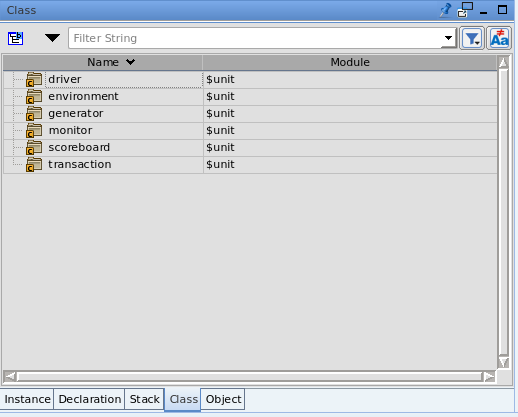 Class
Filter String
Aa
Name Module
driver $unit
environment $unit
generator $unit
monitor $unit
scoreboard $unit
transaction $unit
Instance Declaration Stack Class Object